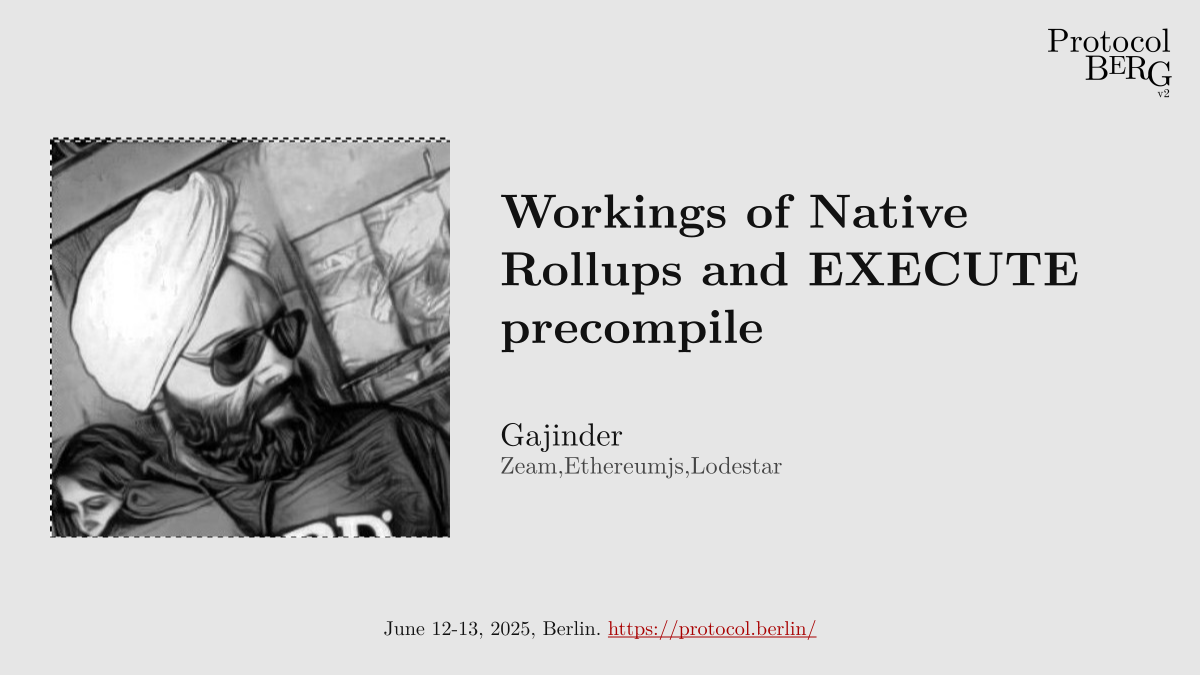 Protocol
BERG
v2
Workings of Native
Rollups and EXECUTE
precompile
Gajinder
Zeam,Ethereumjs,Lodestar
June 12-13, 2025, Berlin. https://protocol.berlin/